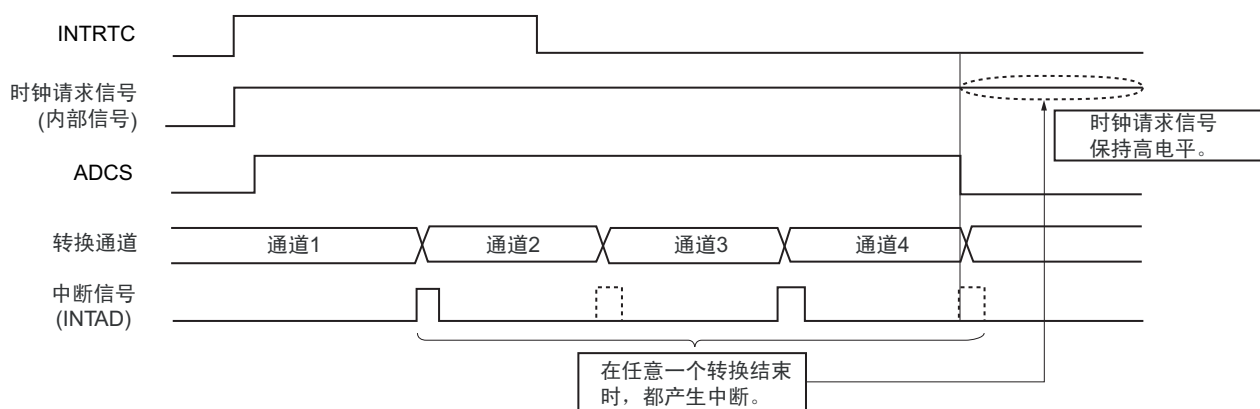 INTRTC
时钟请求信号
(内部信号)
时钟请求信号
保持高电平。
ADCS
转换通道
通道1
通道2
通道3
通道4
中断信号
(INTAD)
在任意一个转换结束
时，都产生中断。